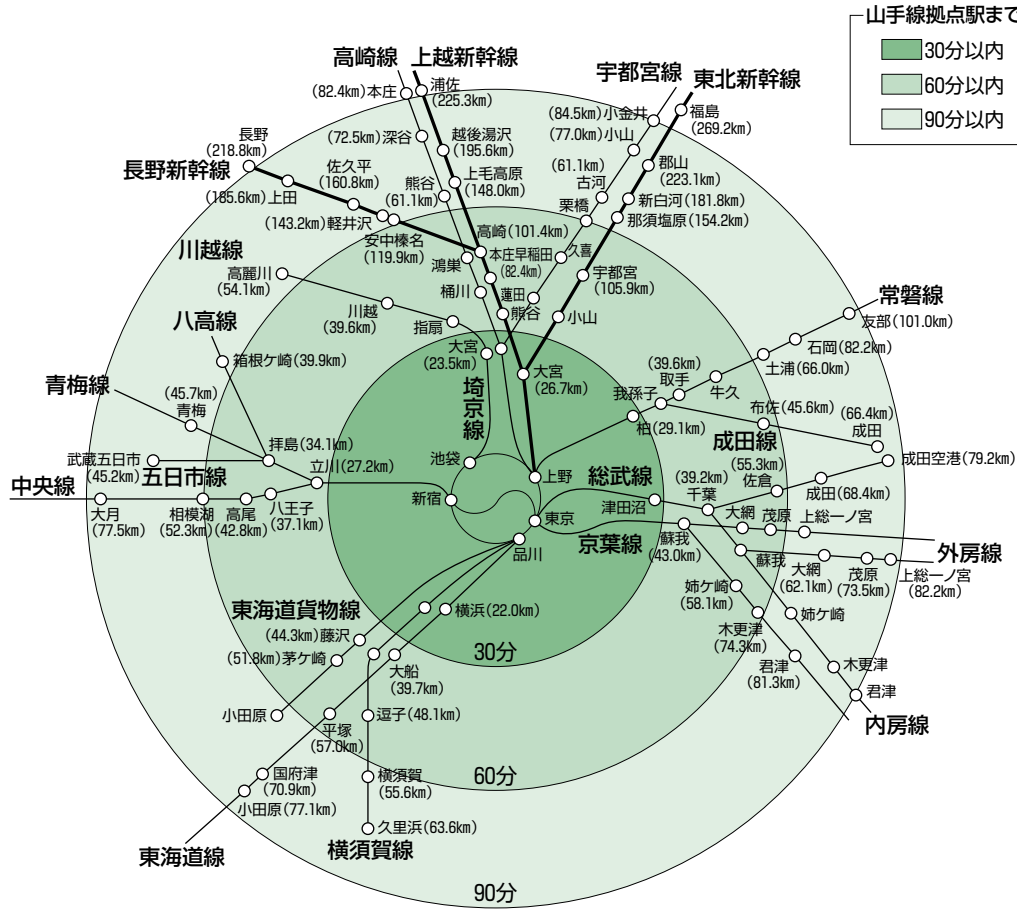 山手線拠点駅まで
30分以内
60分以内
90分以内
高崎線
上越新幹線
宇都宮線
東北新幹線
(82.4km)本庄
浦佐
(225.3km)
(84.5km)小金井
福島
(269.2km)
(72.5km)深谷
越後湯沢
(195.6km)
(77.0km)小山
長野
(218.8km)
長野新幹線
佐久平
(160.8km)
熊谷
(61.1km)
上毛高原
(148.0km)
(61.1km)
古河
郡山
(223.1km)
(185.6km)上田
(143.2km)軽井沢
栗橋
新白河(181.8km)
那須塩原(154.2km)
安中榛名
(119.9km)
高崎(101.4km)
川越線
高麗川
(54.1km)
鴻巣
本庄早稲田
(82.4km)
久喜
桶川
蓮田
宇都宮
(105.9km)
川越
(39.6km)
指扇
熊谷
小山
常磐線
友部(101.0km)
八高線
箱根ケ崎(39.9km)
大宮
(23.5km)
大宮
(26.7km)
石岡(82.2km)
土浦(66.0km)
(39.6km)
取手
牛久
我孫子
青梅線
(45.7km)
青梅
埼京線
柏(29.1km)
布佐(45.6km)
成田線
(66.4km)
成田
拝島(34.1km)
武蔵五日市
(45.2km)
五日市線
立川(27.2km)
池袋
上野
総武線
(39.2km)
千葉
(55.3km)
佐倉
成田空港(79.2km)
成田(68.4km)
中央線
大月
(77.5km)
相模湖
(52.3km)
高尾
(42.8km)
八王子
(37.1km)
新宿
東京
津田沼
品川
京葉線
蘇我
(43.0km)
大網
茂原
上総一ノ宮
外房線
蘇我
大網
(62.1km)
茂原
(73.5km)
上総一ノ宮
(82.2km)
姉ケ崎
(58.1km)
姉ケ崎
東海道貨物線
横浜(22.0km)
(44.3km)藤沢
(51.8km)茅ケ崎
30分
木更津
(74.3km)
大船
(39.7km)
君津
(81.3km)
木更津
君津
内房線
小田原
平塚
(57.0km)
逗子(48.1km)
国府津
(70.9km)
60分
横須賀
(55.6km)
小田原(77.1km)
久里浜(63.6km)
東海道線
横須賀線
90分